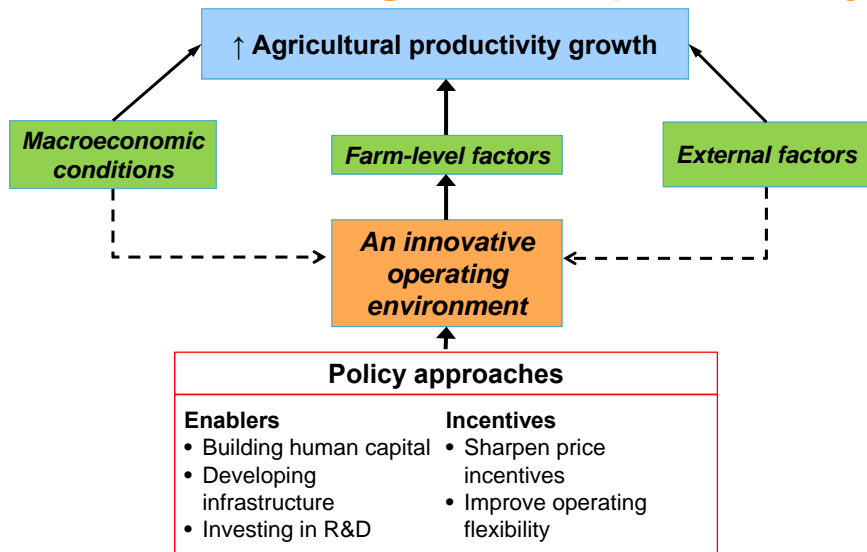 ↑ Agricultural productivity growth
Macroeconomic
conditions
Farm-level factors
External factors
An innovative
operating
environment
Policy approaches
Enablers
• Building human capital
• Developing
infrastructure
• Investing in R&D
Incentives
• Sharpen price
incentives
• Improve operating
flexibility